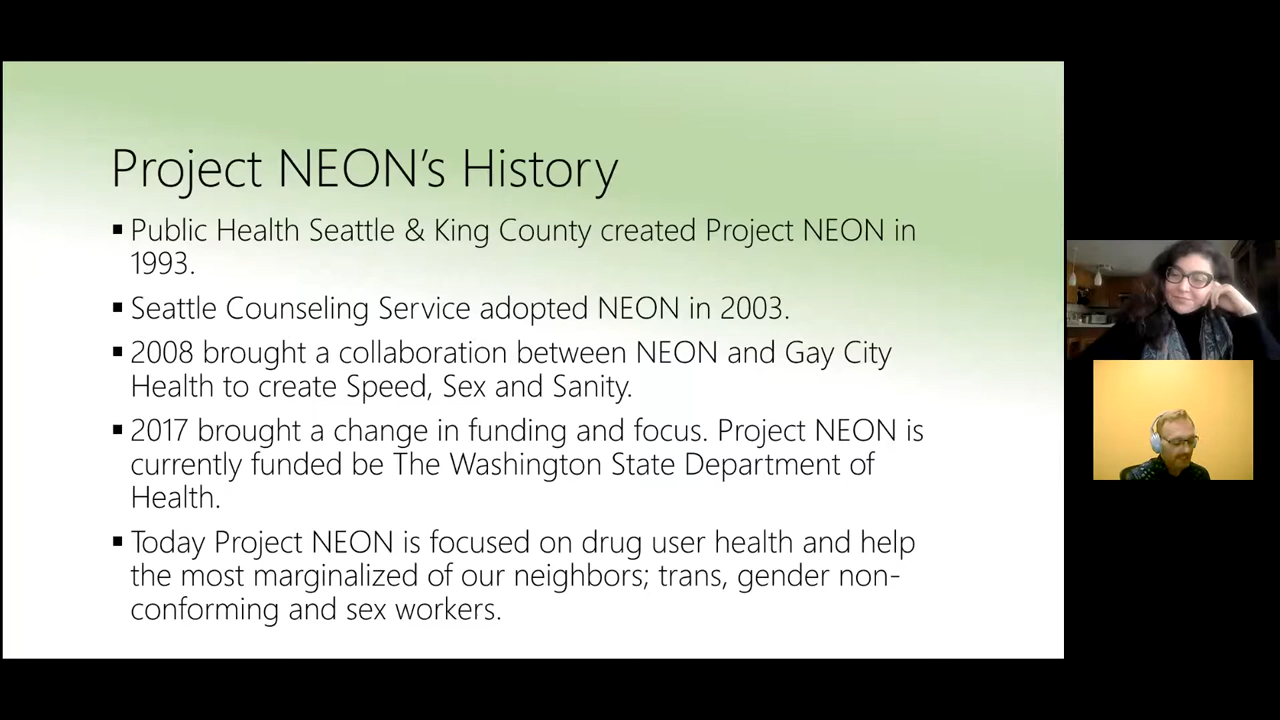 Project NEON's History
▪ Public Health Seattle & King County created Project NEON in
1993.
▪ Seattle Counseling Service adopted NEON in 2003.
▪ 2008 brought a collaboration between NEON and Gay City
Health to create Speed, Sex and Sanity.
▪ 2017 brought a change in funding and focus. Project NEON is
currently funded be The Washington State Department of
Health.
▪ Today Project NEON is focused on drug user health and help
the most marginalized of our neighbors; trans, gender non-
conforming and sex workers.